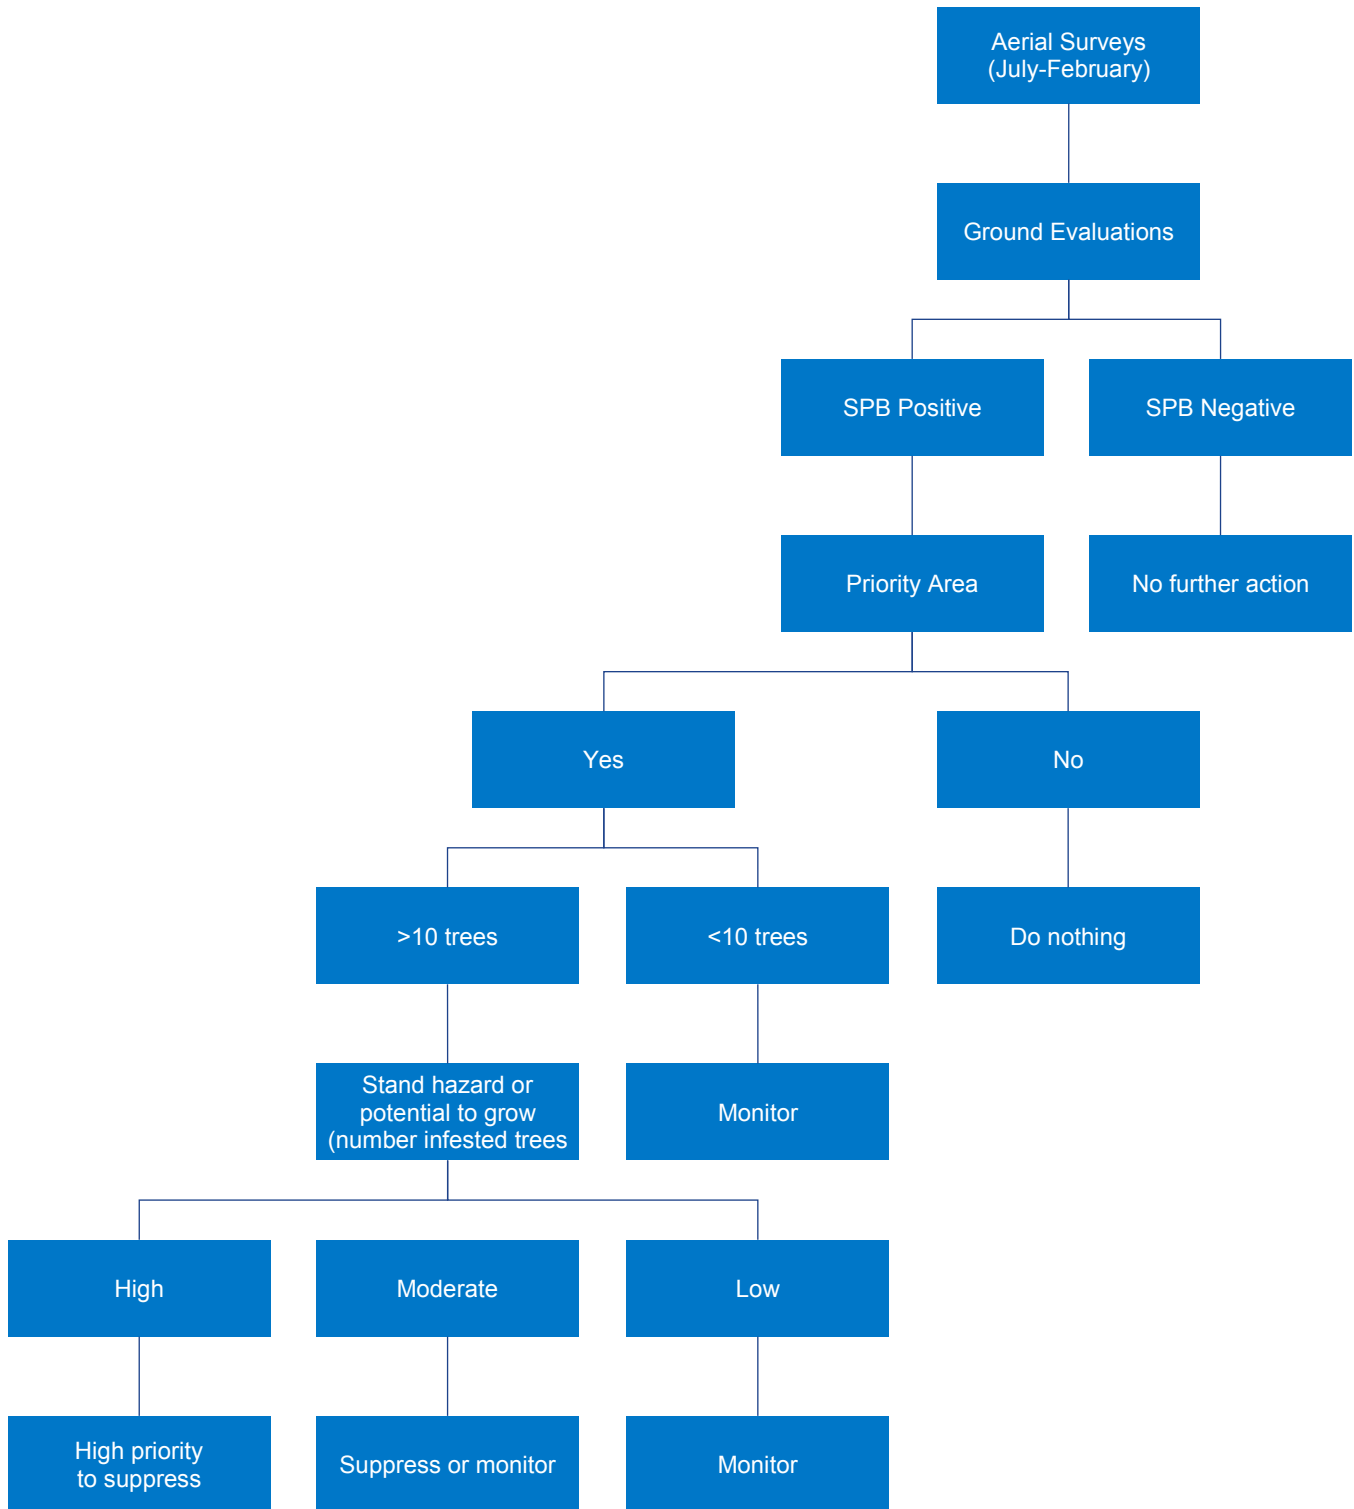 Aerial Surveys
(July-February)
Ground Evaluations
SPB Positive
SPB Negative
Priority Area
No further action
Yes
No
>10 trees
<10 trees
Do nothing
Stand hazard or
potential to grow
(number infested trees
Monitor
High
Moderate
Low
High priority
to suppress
Suppress or monitor
Monitor